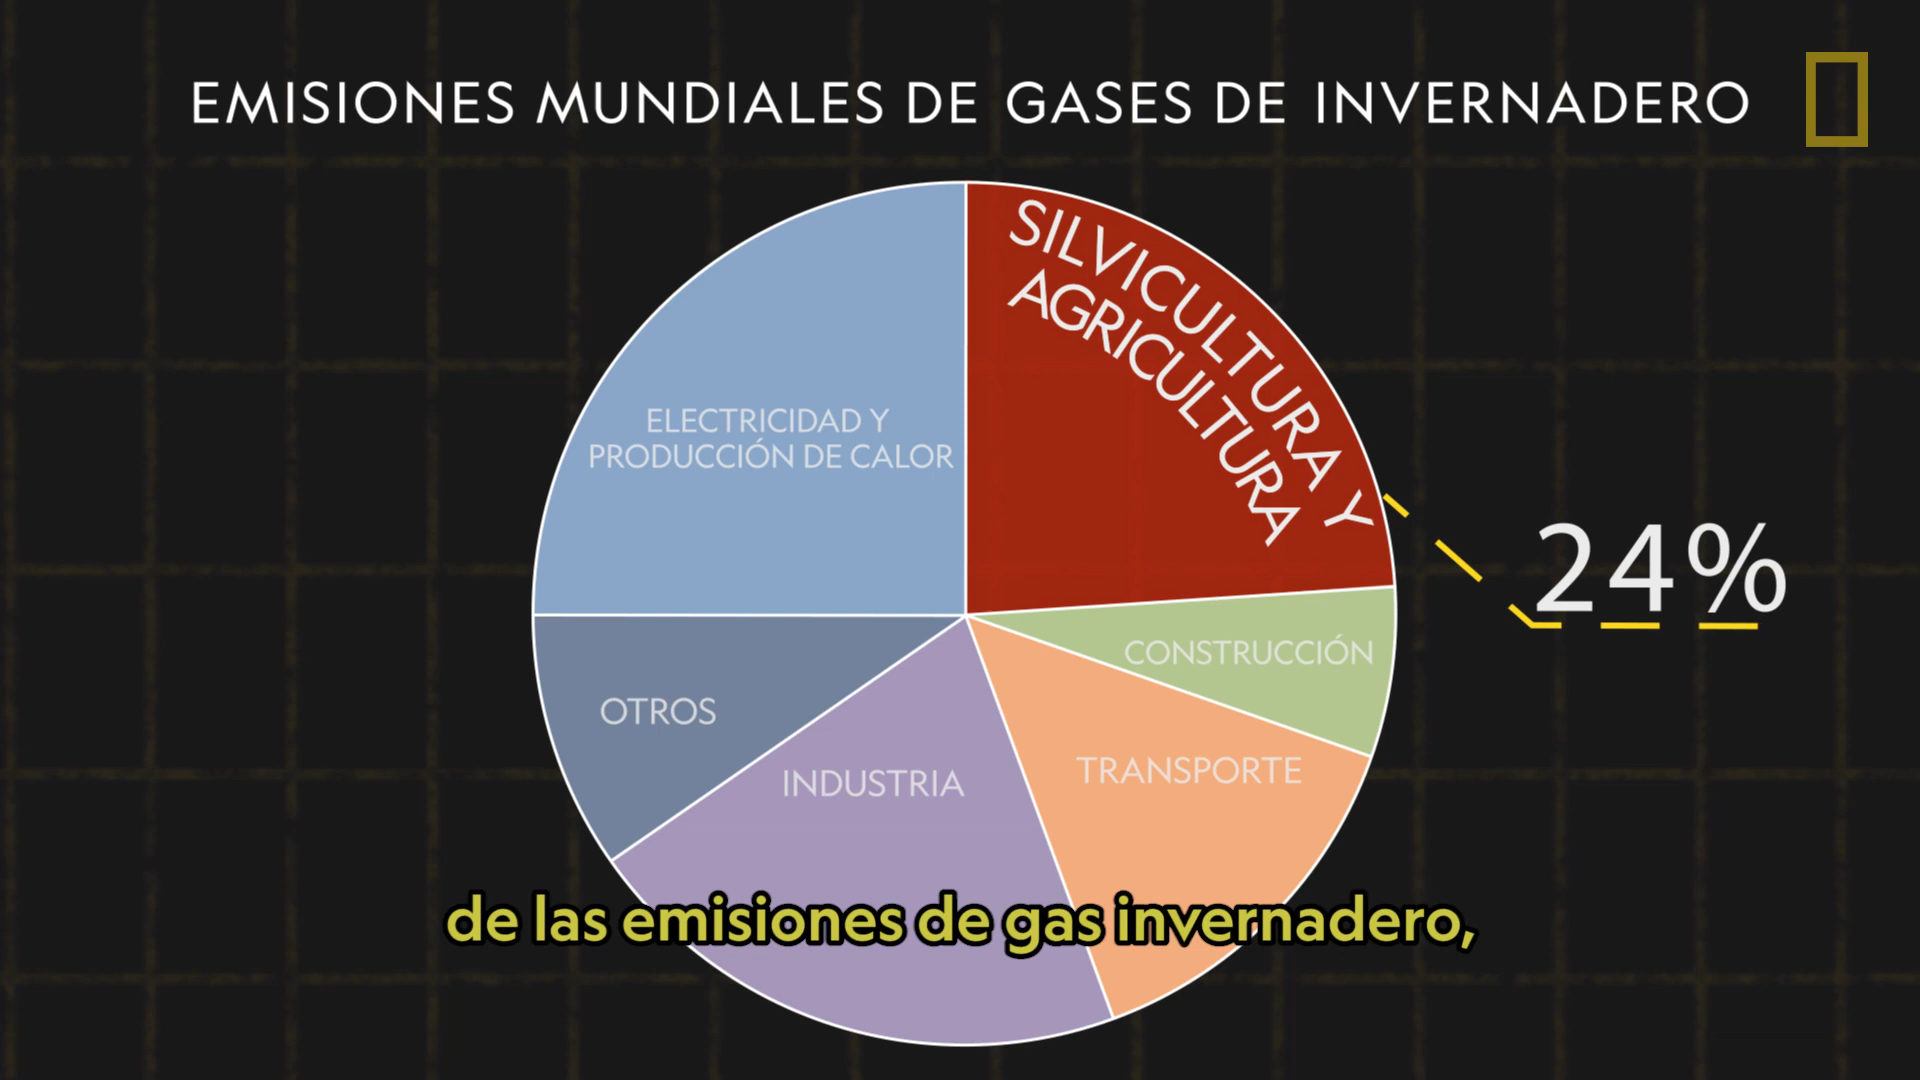 EMISIONES MUNDIALES DE GASES DE INVERNADERO
SILVICULTURA Y
AGRICULTURA
ELECTRICIDAD Y
PRODUCCIÓN DE CALOR
24%
CONSTRUCCIÓN
OTROS
TRANSPORTE
INDUSTRIA
de las emisiones de gas invernadero,